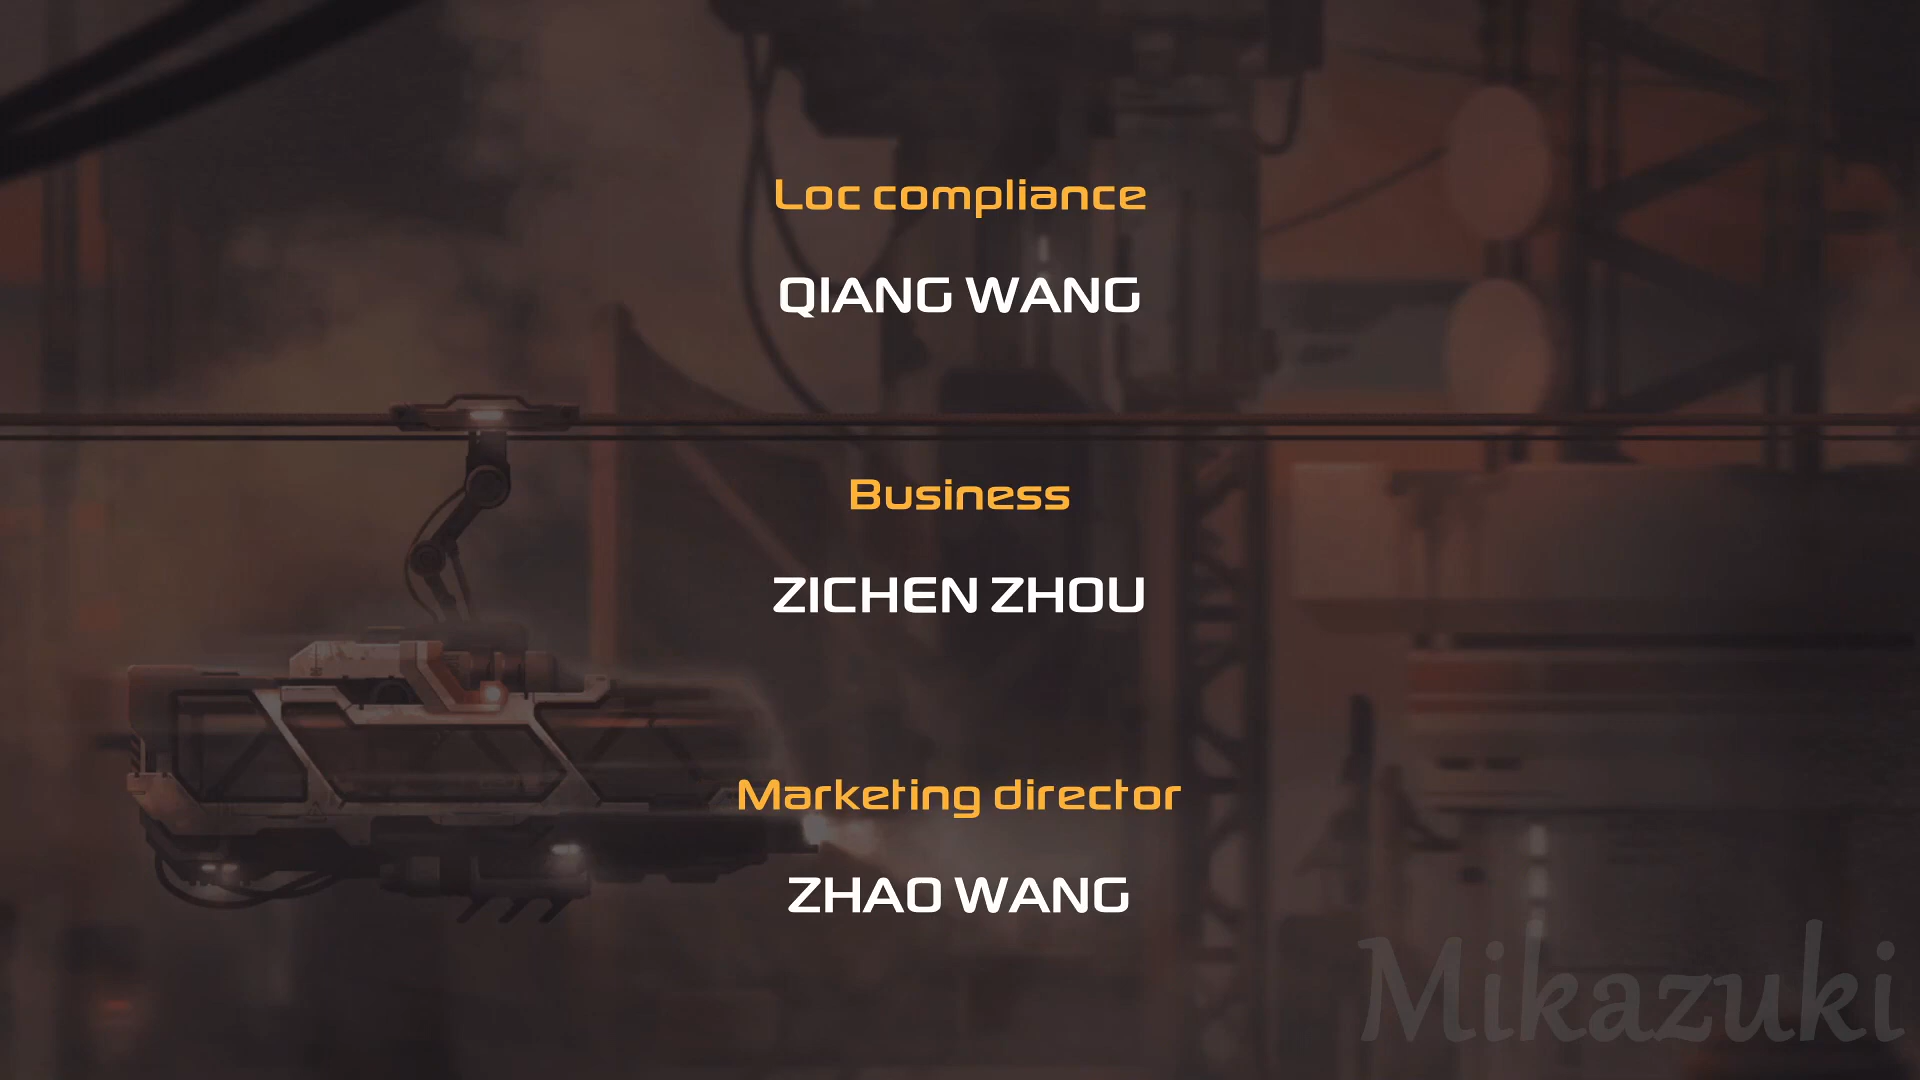 Loc compliance
QIANG WANG
Business
ZICHEN ZHOU
Marketing director
ZHAO WANG
Mikazuki